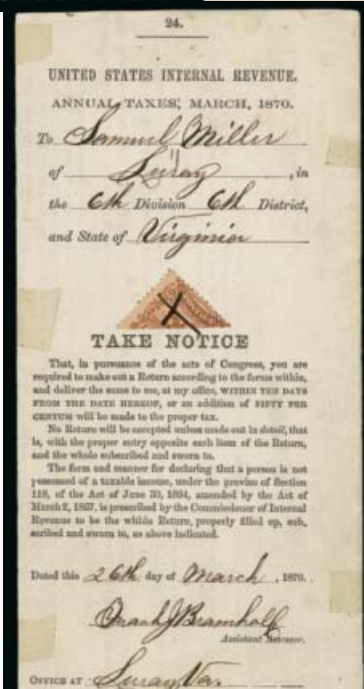 24.
UNITED STATES INTERNAL REVENUE.
ANNUAL TAXES, MARCH, 1870.
To Samuel Miller
of Luray, in
the 6th Division 6th District,
and State of Virginia
TAKE NOTICE
That, in pursuance of the acts of Congress, you are
required to make out a Return according to the forms within,
and deliver the same to me, at my office, WITHIN TEN DAYS
FROM THE DATE HEREOF, or an addition of FIFTY PER
CENTUM will be made to the proper tax.
No Return will be accepted unless made out in detail, that
is, with the proper entry opposite each item of the Return,
and the whole subscribed and sworn to.
The form and manner for declaring that a person is not
possessed of a taxable income, under the proviso of Section
118, of the Act of June 30, 1864, amended by the Act of
March 2, 1867, is prescribed by the Commissioner of Internal
Revenue to be the within Return, properly filled up, sub-
scribed and sworn to, as above indicated.
Dated this 26th day of March, 1870.
Frank J Bramhall
Assistant Assessor.
OFFICE AT Luray Va.